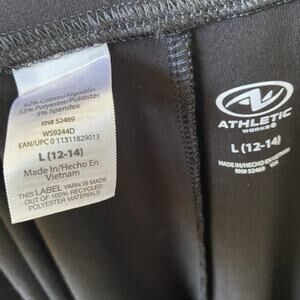 62% Cotton/Algodón
33% Polyester/Poliéster
5% Spandex
RN# 52469
WS9244D
EAN/UPC 0 11311829013
L (12-14)
Made In/Hecho En
Vietnam
THIS LABEL YARN IS MADE
OUT OF 100% RECYCLED
POLYESTER MATERIALS
ATHLETIC
WORKS
L (12-14)
MADE IN/HECHO EN VIETNAM
RN# 52469